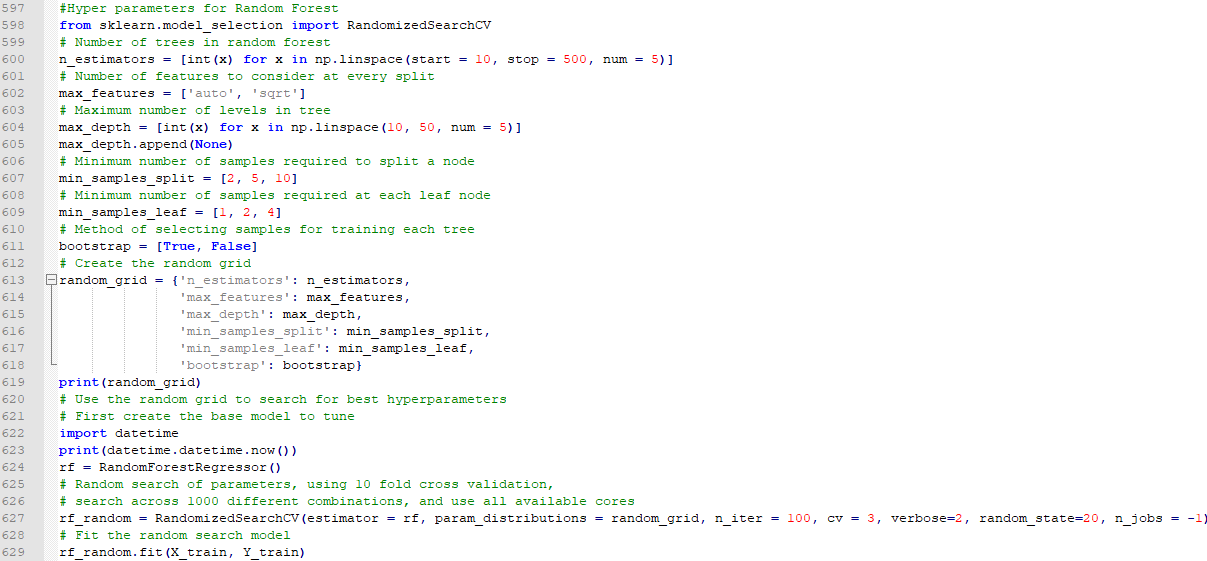 597 #Hyper parameters for Random Forest
598 from sklearn.model_selection import RandomizedSearchCV
599 # Number of trees in random forest
600 n_estimators = [int(x) for x in np.linspace(start = 10, stop = 500, num = 5)]
601 # Number of features to consider at every split
602 max_features = ['auto', 'sqrt']
603 # Maximum number of levels in tree
604 max_depth = [int(x) for x in np.linspace(10, 50, num = 5)]
605 max_depth.append(None)
606 # Minimum number of samples required to split a node
607 min_samples_split = [2, 5, 10]
608 # Minimum number of samples required at each leaf node
609 min_samples_leaf = [1, 2, 4]
610 # Method of selecting samples for training each tree
611 bootstrap = [True, False]
612 # Create the random grid
613 random_grid = {'n_estimators': n_estimators,
614                'max_features': max_features,
615                'max_depth': max_depth,
616                'min_samples_split': min_samples_split,
617                'min_samples_leaf': min_samples_leaf,
618                'bootstrap': bootstrap}
619 print(random_grid)
620 # Use the random grid to search for best hyperparameters
621 # First create the base model to tune
622 import datetime
623 print(datetime.datetime.now())
624 rf = RandomForestRegressor()
625 # Random search of parameters, using 10 fold cross validation,
626 # search across 1000 different combinations, and use all available cores
627 rf_random = RandomizedSearchCV(estimator = rf, param_distributions = random_grid, n_iter = 100, cv = 3, verbose=2, random_state=20, n_jobs = -1)
628 # Fit the random search model
629 rf_random.fit(X_train, Y_train)